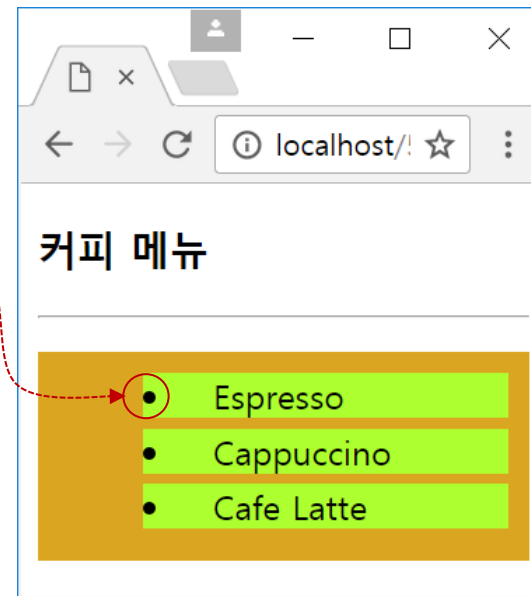 localhost/
커피 메뉴
Espresso
Cappuccino
Cafe Latte